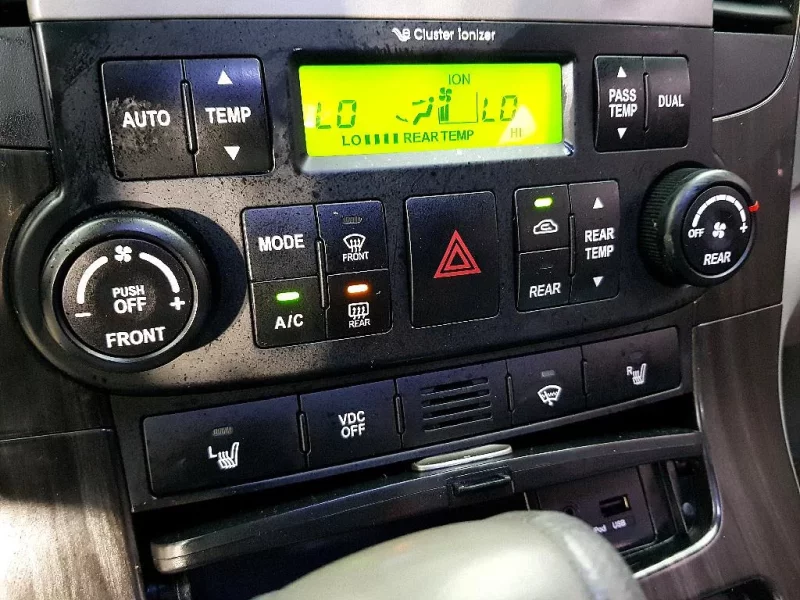 Cluster Ionizer
AUTO
TEMP
ION
LO
LO
LO REAR TEMP HI
PASS
TEMP
DUAL
PUSH
OFF
FRONT
MODE
FRONT
A/C
REAR
REAR
TEMP
REAR
OFF
REAR
L
VDC
OFF
R
iPod USB